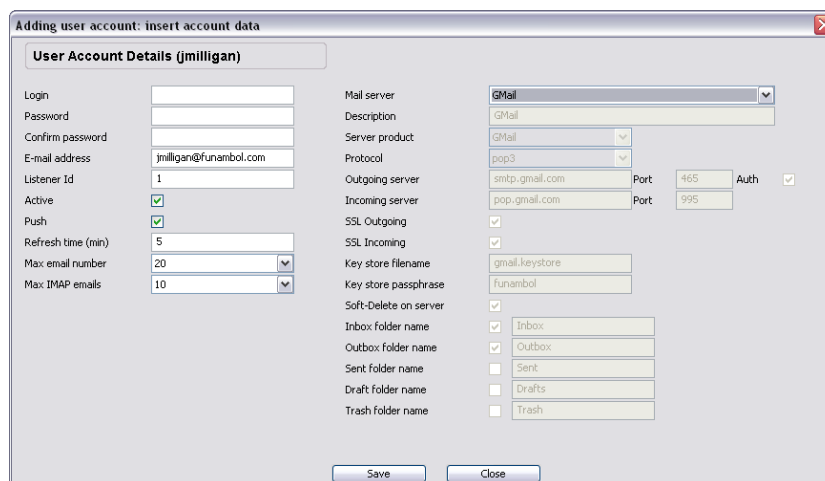 Adding user account: insert account data
User Account Details (jmilligan)
Login
Password
Confirm password
E-mail address jmilligan@funambol.com
Listener Id 1
Active
Push
Refresh time (min) 5
Max email number 20
Max IMAP emails 10
Mail server GMail
Description GMail
Server product GMail
Protocol pop3
Outgoing server smtp.gmail.com Port 465 Auth
Incoming server pop.gmail.com Port 995
SSL Outgoing
SSL Incoming
Key store filename gmail.keystore
Key store passphrase funambol
Soft-Delete on server
Inbox folder name Inbox
Outbox folder name Outbox
Sent folder name Sent
Draft folder name Drafts
Trash folder name Trash
Save Close